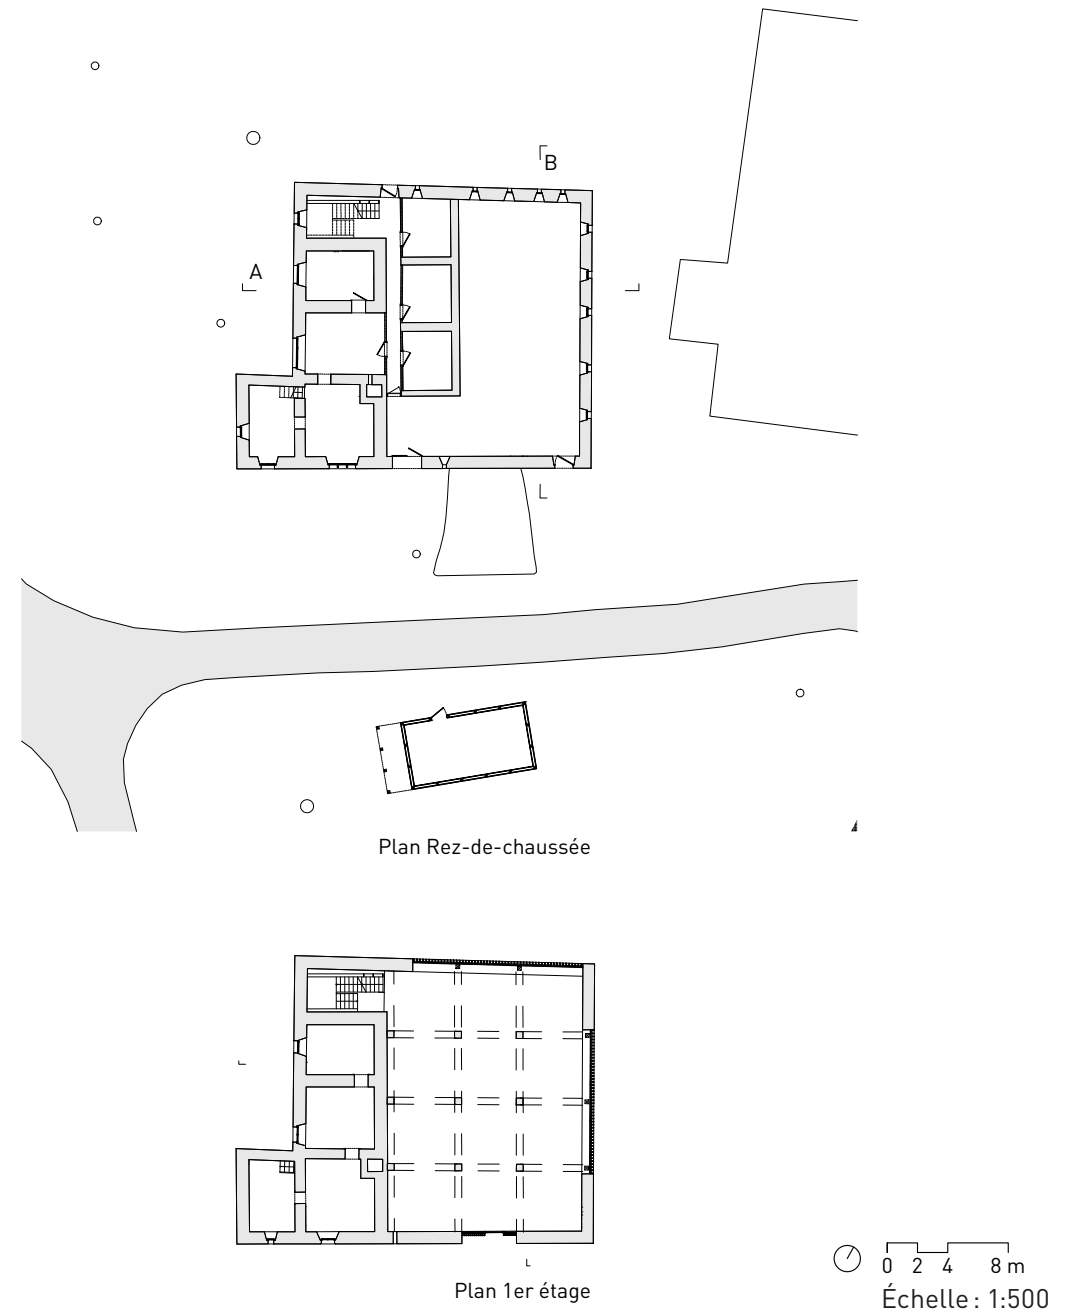 B
A
Plan Rez-de-chaussée
0 2 4 8 m
Plan 1er étage
Échelle : 1:500